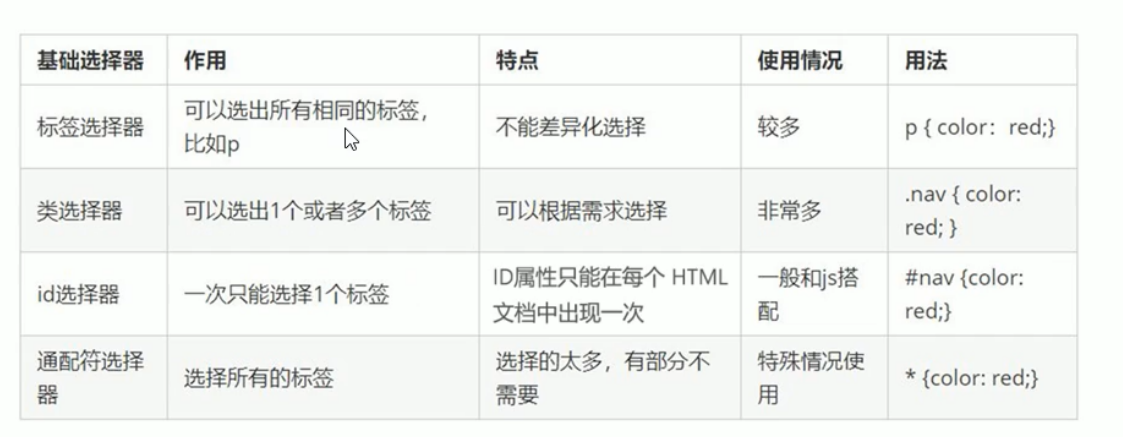 基础选择器 作用 特点 使用情况 用法
标签选择器 可以选出所有相同的标签，
比如p 不能差异化选择 较多 p { color：red;}
类选择器 可以选出1个或者多个标签 可以根据需求选择 非常多 .nav { color:
red; }
id选择器 一次只能选择1个标签 ID属性只能在每个 HTML
文档中出现一次 一般和js搭
配 #nav {color:
red;}
通配符选择
器 选择所有的标签 选择的太多，有部分不
需要 特殊情况使
用 * {color: red;}